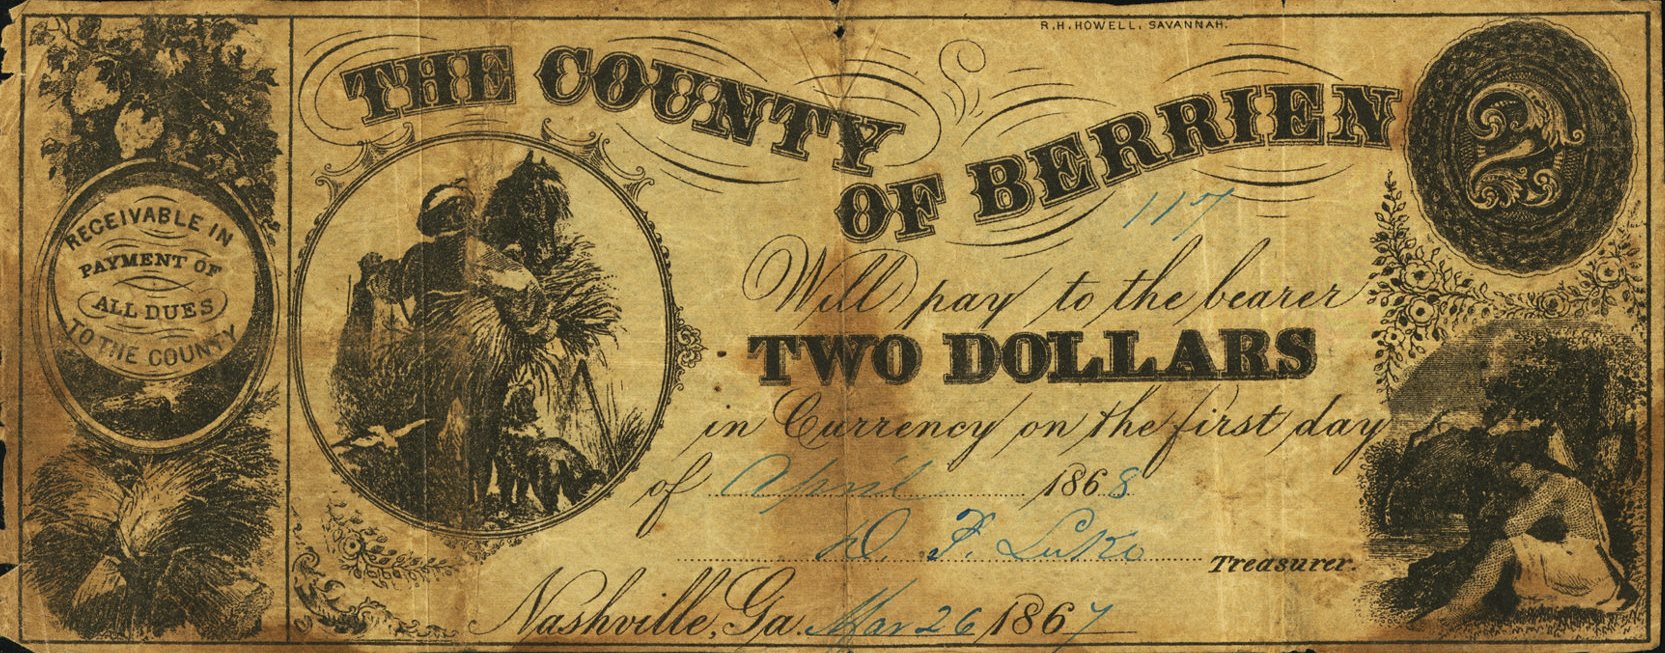 R.H. HOWELL, SAVANNAH.
THE COUNTY OF BERRIEN
2
117
RECEIVABLE IN
PAYMENT OF
ALL DUES
TO THE COUNTY
Will pay to the bearer
TWO DOLLARS
in Currency on the first day
of April 1868
D. F. Luke Treasurer.
Nashville, Ga. Mar 26 1867